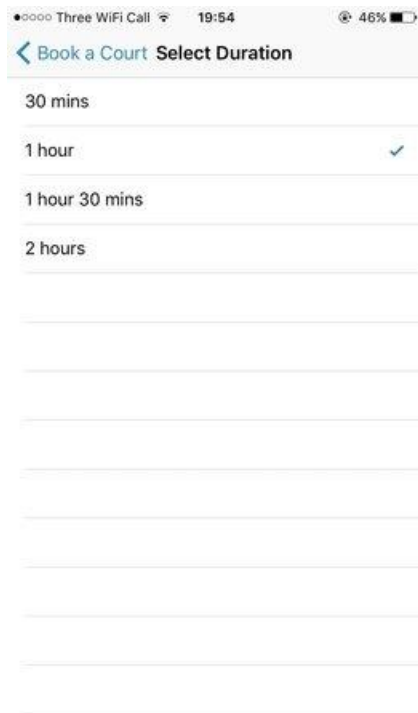 Three WiFi Call 19:54 46%
Book a Court Select Duration
30 mins
1 hour
1 hour 30 mins
2 hours